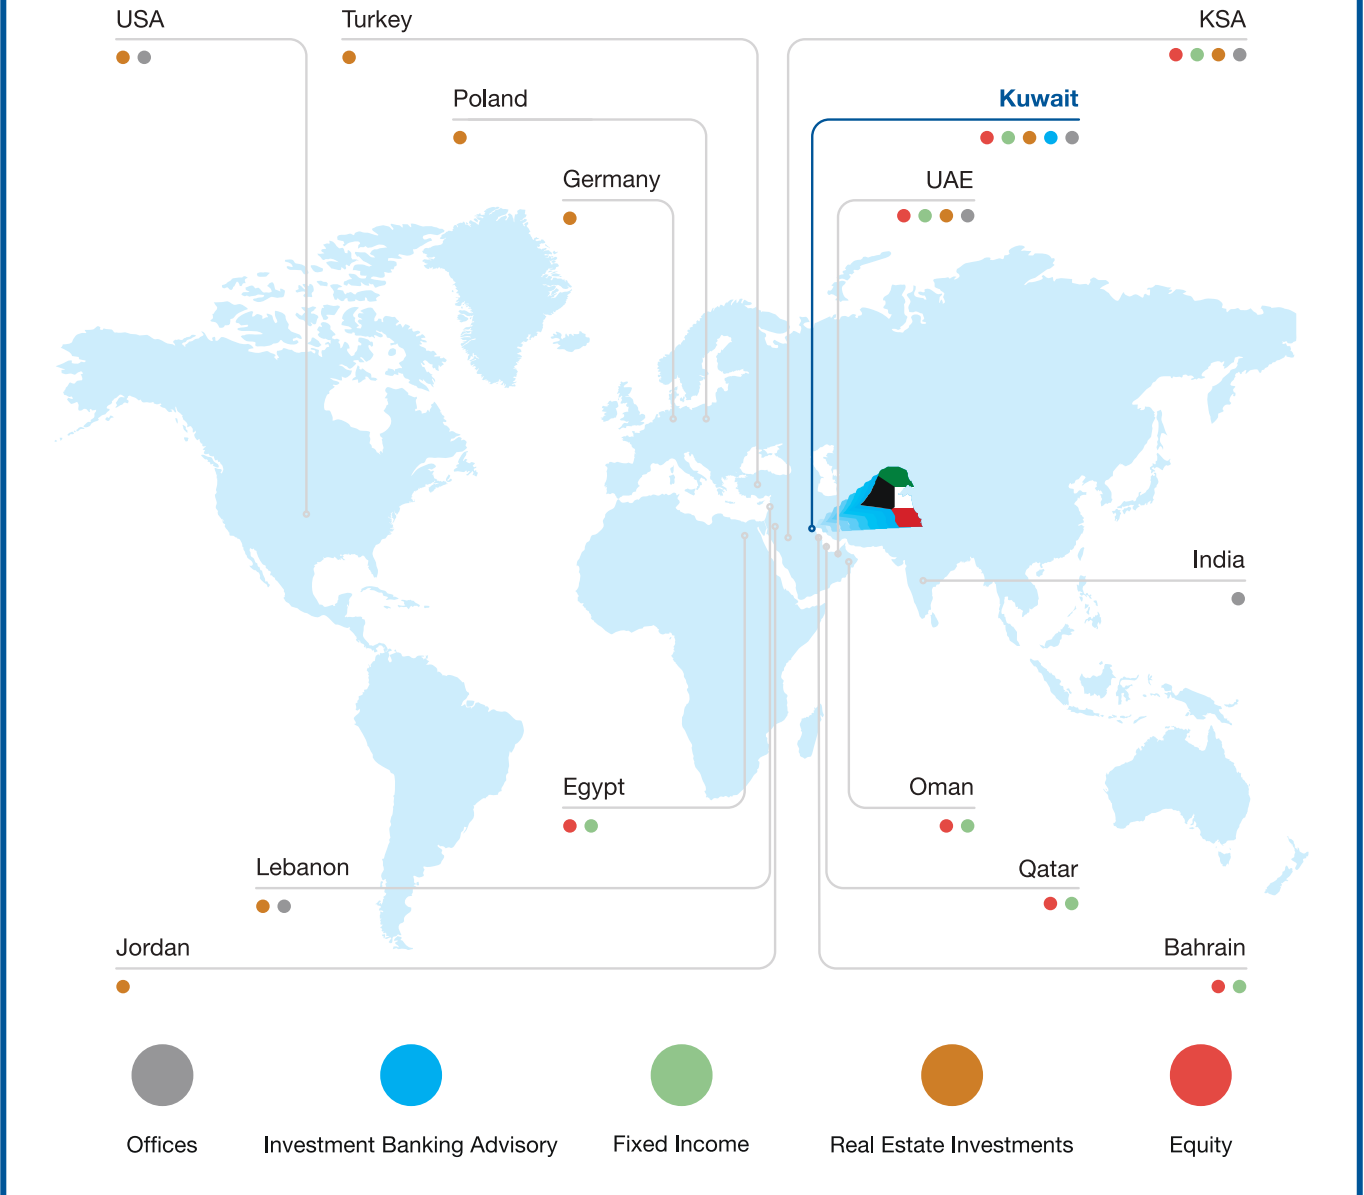 USA
Turkey
KSA
Poland
Kuwait
Germany
UAE
India
Egypt
Oman
Lebanon
Qatar
Jordan
Bahrain
Offices
Investment Banking Advisory
Fixed Income
Real Estate Investments
Equity